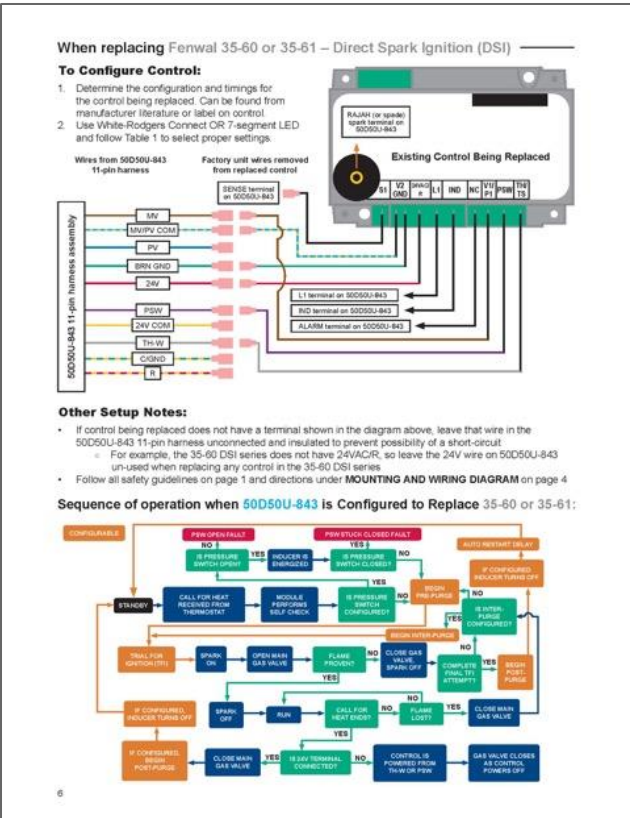 When replacing Fenwal 35-60 or 35-61 – Direct Spark Ignition (DSI)
To Configure Control:
1. Determine the configuration and timings for
the control being replaced. Can be found from
manufacturer literature or label on control.
2. Use White-Rodgers Connect OR 7-segment LED
and follow Table 1 to select proper settings.
Wires from 50D50U-843
11-pin harness
Factory unit wires removed
from replaced control
RAJAH (or spade)
spark terminal on
50D50U-843
Existing Control Being Replaced
SENSE terminal
on 50D50U-843
S1
V2
GND
24VAC/
R
L1
IND
NC
V1/
P1
PSW
TH/
TS
50D50U-843 11-pin harness assembly
MV
MV/PV COM
PV
BRN GND
24V
PSW
24V COM
TH-W
C/GND
R
L1 terminal on 50D50U-843
IND terminal on 50D50U-843
ALARM terminal on 50D50U-843
Other Setup Notes:
• If control being replaced does not have a terminal shown in the diagram above, leave that wire in the
50D50U-843 11-pin harness unconnected and insulated to prevent possibility of a short-circuit
○ For example, the 35-60 DSI series does not have 24VAC/R, so leave the 24V wire on 50D50U-843
un-used when replacing any control in the 35-60 DSI series
• Follow all safety guidelines on page 1 and directions under MOUNTING AND WIRING DIAGRAM on page 4
Sequence of operation when 50D50U-843 is Configured to Replace 35-60 or 35-61:
CONFIGURABLE
PSW OPEN FAULT
PSW STUCK CLOSED FAULT
AUTO RESTART DELAY
NO
YES
IS PRESSURE
SWITCH OPEN?
YES
INDUCER IS
ENERGIZED
IS PRESSURE
SWITCH CLOSED?
NO
IF CONFIGURED
INDUCER TURNS OFF
YES
STANDBY
CALL FOR HEAT
RECEIVED FROM
THERMOSTAT
MODULE
PERFORMS
SELF CHECK
IS PRESSURE
SWITCH
CONFIGURED?
NO
BEGIN
PRE-PURGE
NO
IS INTER-
PURGE
CONFIGURED?
YES
BEGIN INTER-PURGE
TRIAL FOR
IGNITION (TFI)
SPARK
ON
OPEN MAIN
GAS VALVE
FLAME
PROVEN?
NO
CLOSE GAS
VALVE,
SPARK OFF
NO
COMPLETE
FINAL TFI
ATTEMPT?
YES
BEGIN
POST-
PURGE
YES
NO
IF CONFIGURED,
INDUCER TURNS OFF
SPARK
OFF
RUN
CALL FOR
HEAT ENDS?
NO
FLAME
LOST?
YES
CLOSE MAIN
GAS VALVE
YES
IF CONFIGURED,
BEGIN
POST-PURGE
CLOSE MAIN
GAS VALVE
YES
IS 24V TERMINAL
CONNECTED?
NO
CONTROL IS
POWERED FROM
TH-W OR PSW
GAS VALVE CLOSES
AS CONTROL
POWERS OFF
6